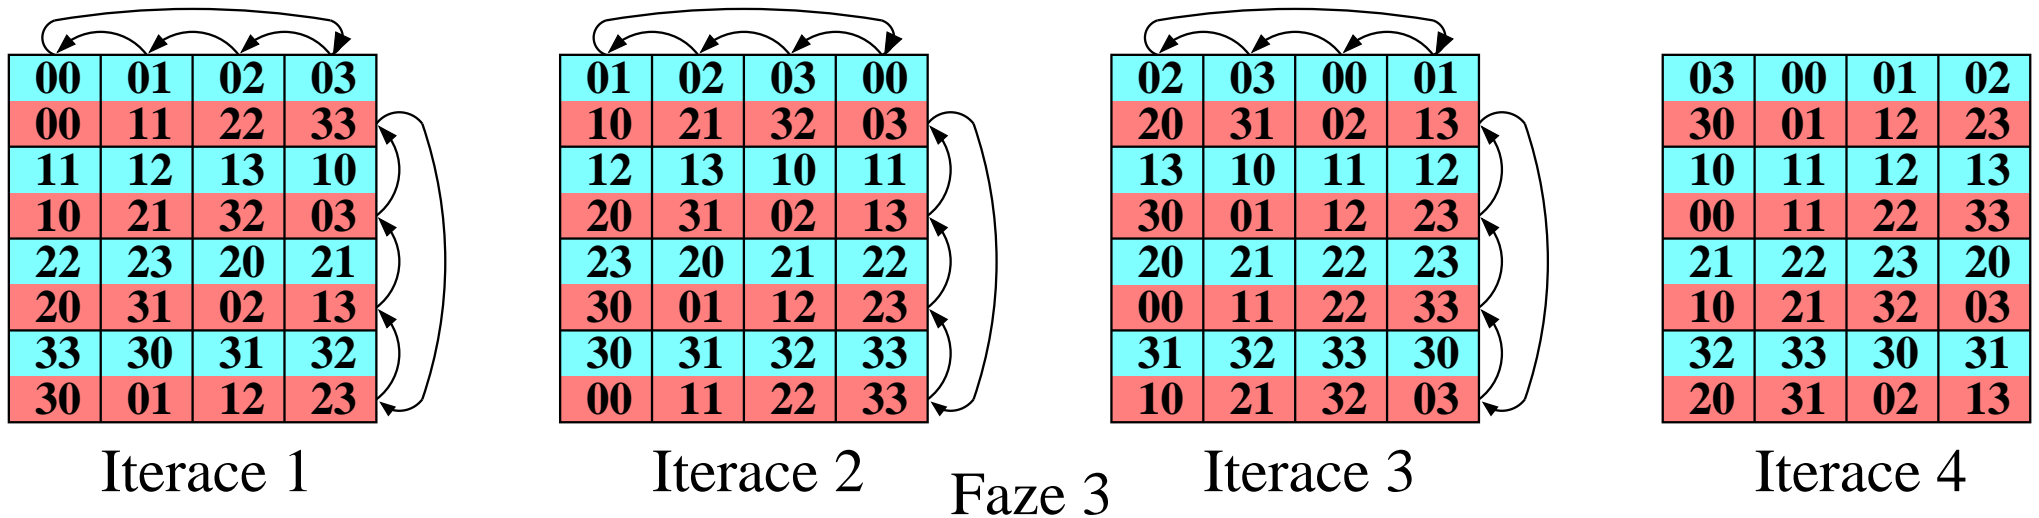 00 01 02 03 01 02 03 00 02 03 00 01 03 00 01 02
00 11 22 33 10 21 32 03 20 31 02 13 30 01 12 23
11 12 13 10 12 13 10 11 13 10 11 12 10 11 12 13
10 21 32 03 20 31 02 13 30 01 12 23 00 11 22 33
22 23 20 21 23 20 21 22 20 21 22 23 21 22 23 20
20 31 02 13 30 01 12 23 00 11 22 33 10 21 32 03
33 30 31 32 30 31 32 33 31 32 33 30 32 33 30 31
30 01 12 23 00 11 22 33 10 21 32 03 20 31 02 13
Iterace 1 Iterace 2 Iterace 3 Iterace 4
Faze 3